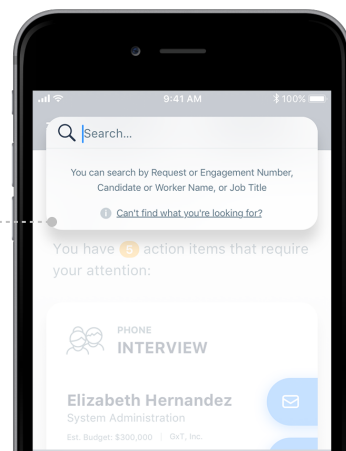 9:41 AM
100%
Search...
You can search by Request or Engagement Number,
Candidate or Worker Name, or Job Title
Can't find what you're looking for?
You have 5 action items that require
your attention:
PHONE
INTERVIEW
Elizabeth Hernandez
System Administration
Est. Budget: $300,000 | GxT, Inc.